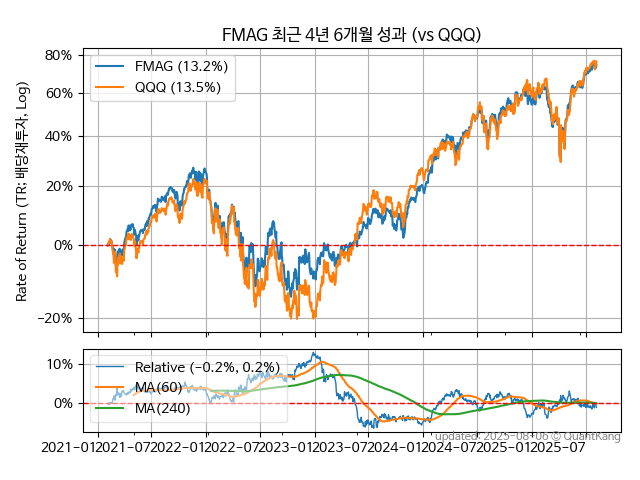 FMAG 최근 4년 6개월 성과 (vs QQQ)
80%
60%
40%
20%
0%
−20%
Rate of Return (TR: 배당재투자, Log)
FMAG (13.2%)
QQQ (13.5%)
10%
0%
Relative (−0.2%, 0.2%)
MA(60)
MA(240)
2021-01
2021-07
2022-01
2022-07
2023-01
2023-07
2024-01
2024-07
2025-01
2025-07
updated: 2025-08-06 © QuantKang